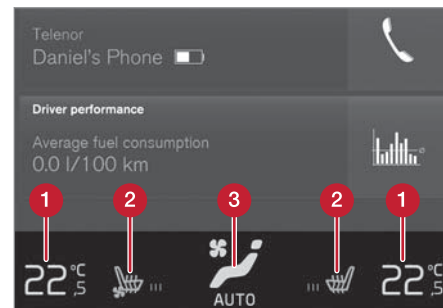 Telenor
Daniel's Phone
Driver performance
Average fuel consumption
0.0 l/100 km
1 2 3 2 1
22°C,5 22°C,5
AUTO